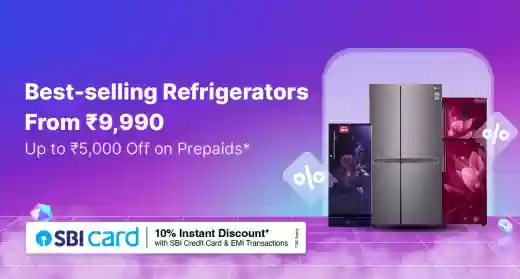 Best-selling Refrigerators
From ₹9,990
Up to ₹5,000 Off on Prepaids*
SBI card
10% Instant Discount*
with SBI Credit Card & EMI Transactions